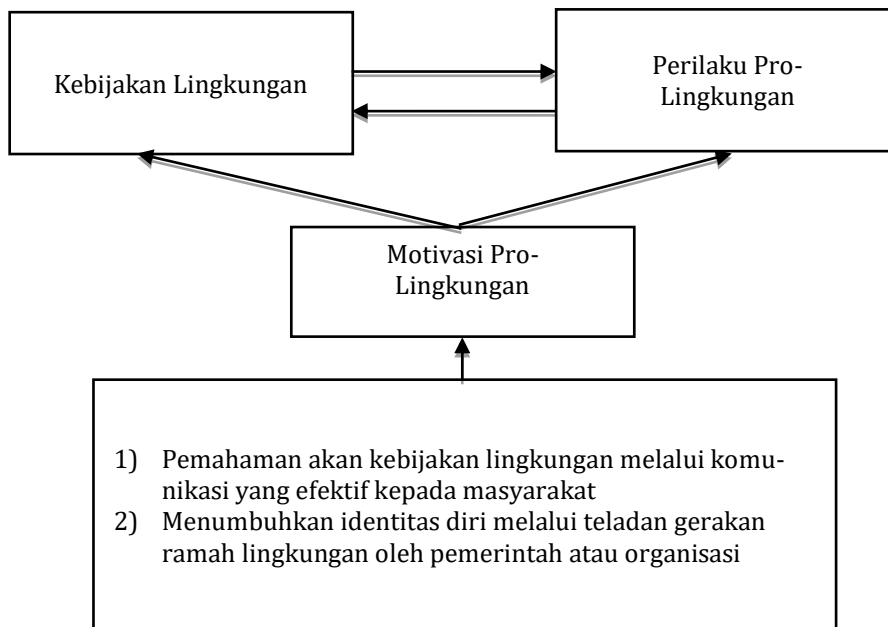 Kebijakan Lingkungan
Perilaku Pro-
Lingkungan
Motivasi Pro-
Lingkungan
1) Pemahaman akan kebijakan lingkungan melalui komu-
nikasi yang efektif kepada masyarakat
2) Menumbuhkan identitas diri melalui teladan gerakan
ramah lingkungan oleh pemerintah atau organisasi